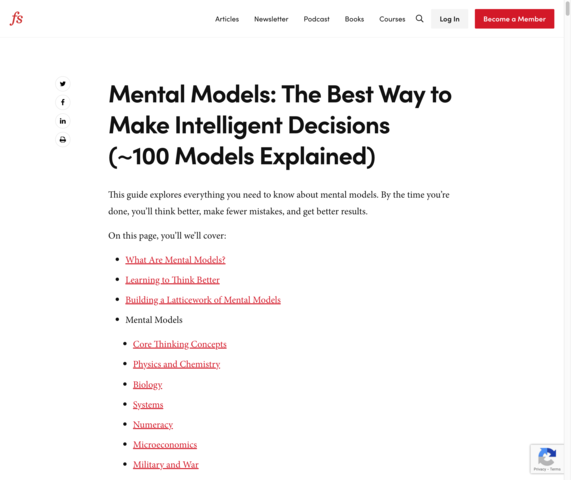 fs
Articles Newsletter Podcast Books Courses Log In Become a Member
Mental Models: The Best Way to
Make Intelligent Decisions
(~100 Models Explained)
This guide explores everything you need to know about mental models. By the time you're
done, you'll think better, make fewer mistakes, and get better results.
On this page, you'll we'll cover:
What Are Mental Models?
Learning to Think Better
Building a Latticework of Mental Models
Mental Models
Core Thinking Concepts
Physics and Chemistry
Biology
Systems
Numeracy
Microeconomics
Military and War
Privacy - Terms